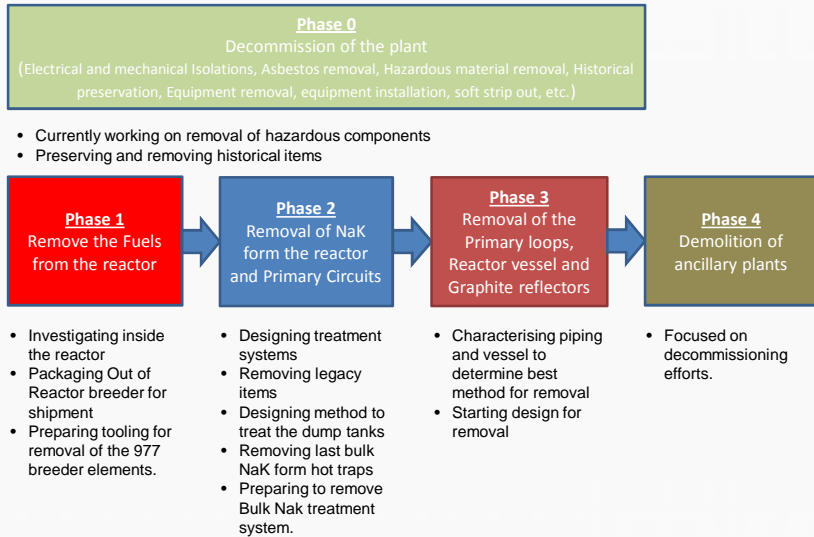 Phase 0
Decommission of the plant
(Electrical and mechanical Isolations, Asbestos removal, Hazardous material removal, Historical
preservation, Equipment removal, equipment installation, soft strip out, etc.)
• Currently working on removal of hazardous components
• Preserving and removing historical items
Phase 1
Remove the Fuels
from the reactor
Phase 2
Removal of NaK
form the reactor
and Primary Circuits
Phase 3
Removal of the
Primary loops,
Reactor vessel and
Graphite reflectors
Phase 4
Demolition of
ancillary plants
• Investigating inside
the reactor
• Packaging Out of
Reactor breeder for
shipment
• Preparing tooling for
removal of the 977
breeder elements.
• Designing treatment
systems
• Removing legacy
items
• Designing method to
treat the dump tanks
• Removing last bulk
NaK form hot traps
• Preparing to remove
Bulk Nak treatment
system.
• Characterising piping
and vessel to
determine best
method for removal
• Starting design for
removal
• Focused on
decommissioning
efforts.